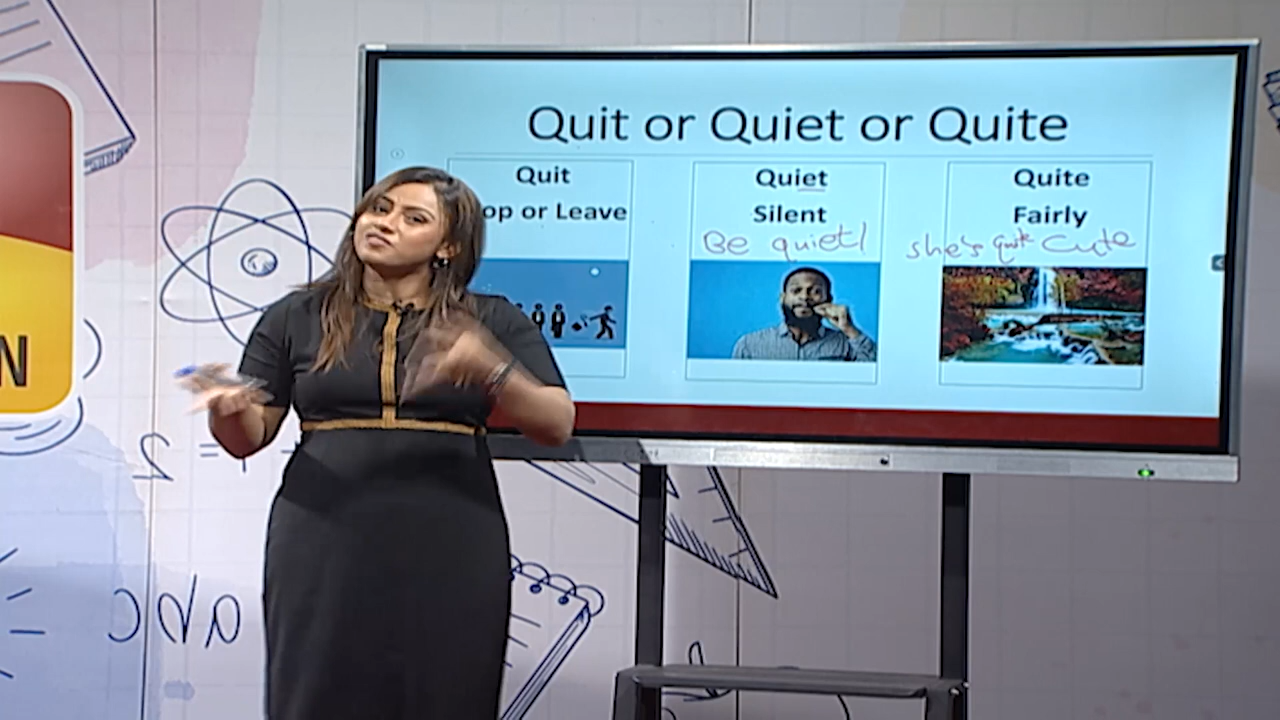 Quit or Quiet or Quite
Quit
op or Leave
Quiet
Silent
Be quiet!
Quite
Fairly
she's quite cute
N
2 =
abc